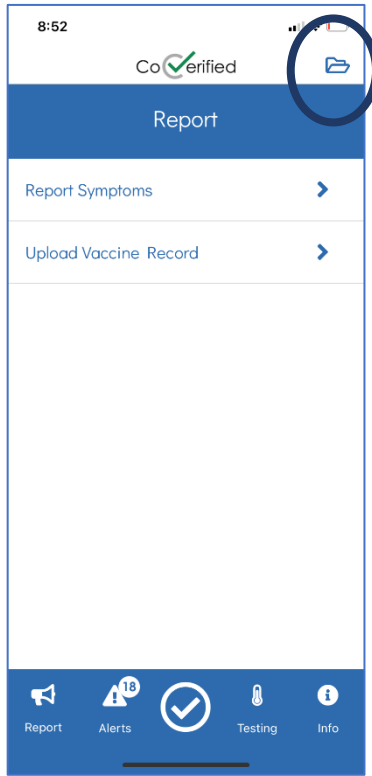 8:52
CoVerified
Report
Report Symptoms
Upload Vaccine Record
18
Report Alerts Testing Info